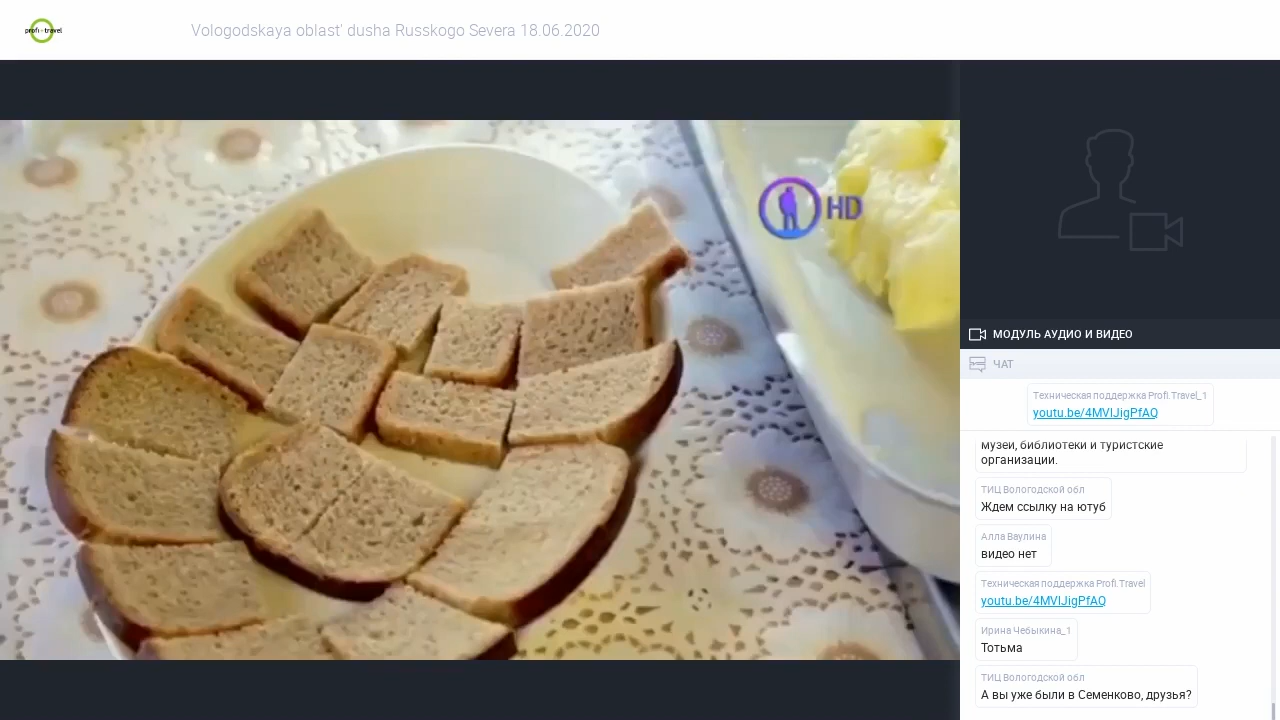 profi travel
Vologodskaya oblast' dusha Russkogo Severa 18.06.2020
HD
МОДУЛЬ АУДИО И ВИДЕО
ЧАТ
Техническая поддержка Profi.Travel_1
youtu.be/4MVIJigPfAQ
музеи, библиотеки и туристские
организации.
ТИЦ Вологодской обл
Ждем ссылку на ютуб
Алла Ваулина
видео нет
Техническая поддержка Profi.Travel
youtu.be/4MVIJigPfAQ
Ирина Чебыкина_1
Тотьма
ТИЦ Вологодской обл
А вы уже были в Семенково, друзья?